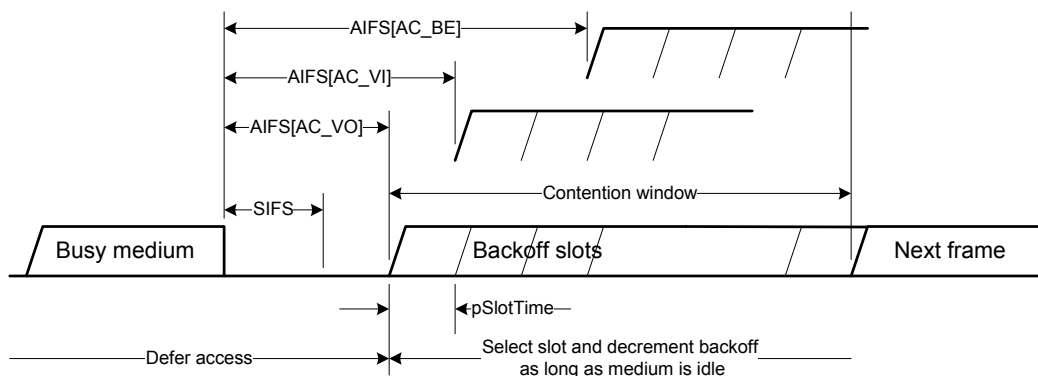 AIFS[AC_BE]
AIFS[AC_VI]
AIFS[AC_VO]
Contention window
SIFS
Busy medium
Backoff slots
Next frame
pSlotTime
Defer access
Select slot and decrement backoff
as long as medium is idle